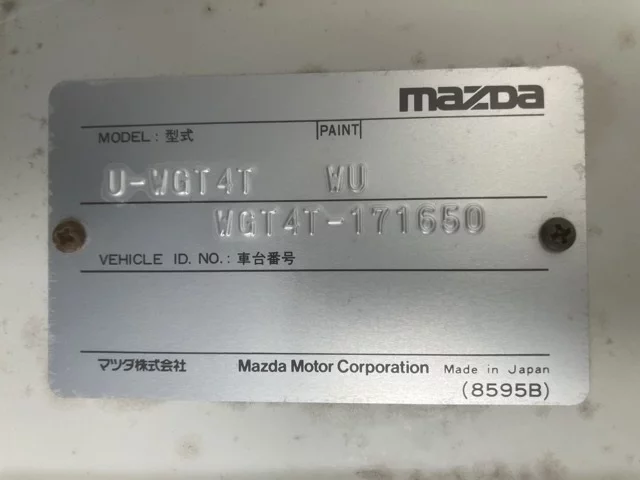 mazda
MODEL: 型式 PAINT
U-WGT4T WU
WGT4T-171650
VEHICLE ID. NO.: 車台番号
マツダ株式会社 Mazda Motor Corporation Made in Japan
(8595B)